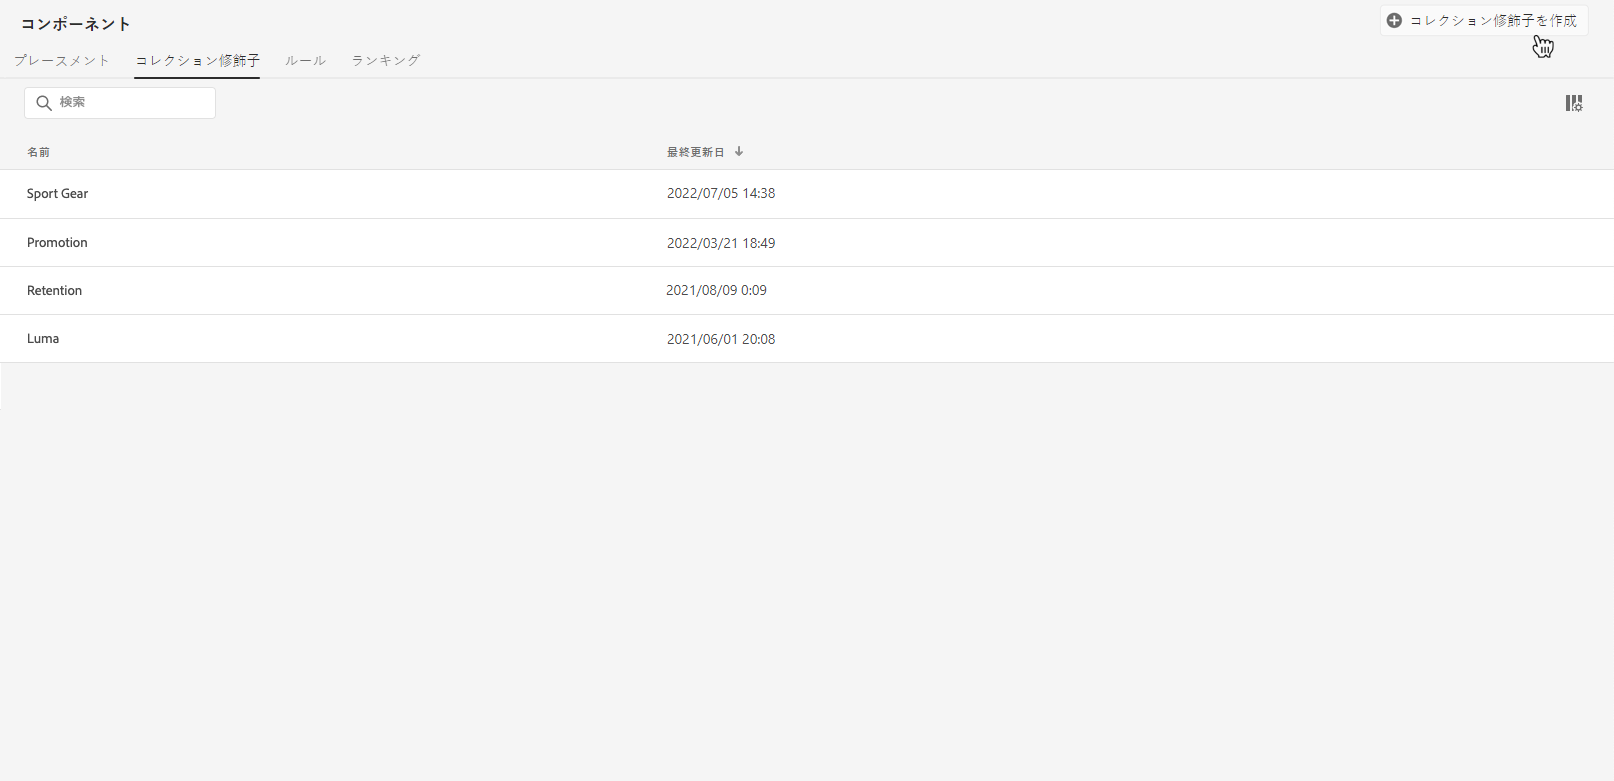 コンポーネント
コレクション修飾子を作成
プレースメント コレクション修飾子 ルール ランキング
検索
名前 最終更新日
Sport Gear 2022/07/05 14:38
Promotion 2022/03/21 18:49
Retention 2021/08/09 0:09
Luma 2021/06/01 20:08